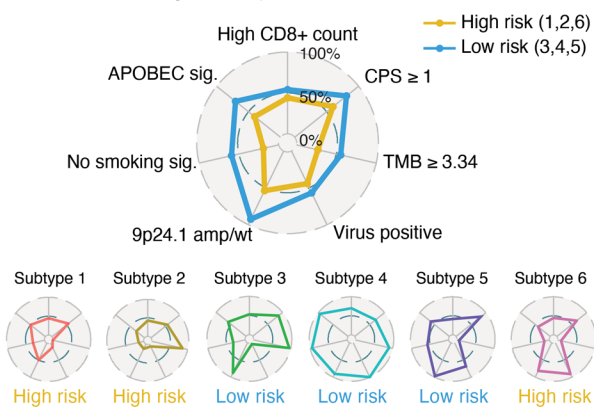 High CD8+ count
High risk (1,2,6)
Low risk (3,4,5)
100%
APOBEC sig.
CPS ≥ 1
50%
0%
No smoking sig.
TMB ≥ 3.34
9p24.1 amp/wt
Virus positive
Subtype 1
Subtype 2
Subtype 3
Subtype 4
Subtype 5
Subtype 6
High risk
High risk
Low risk
Low risk
Low risk
High risk